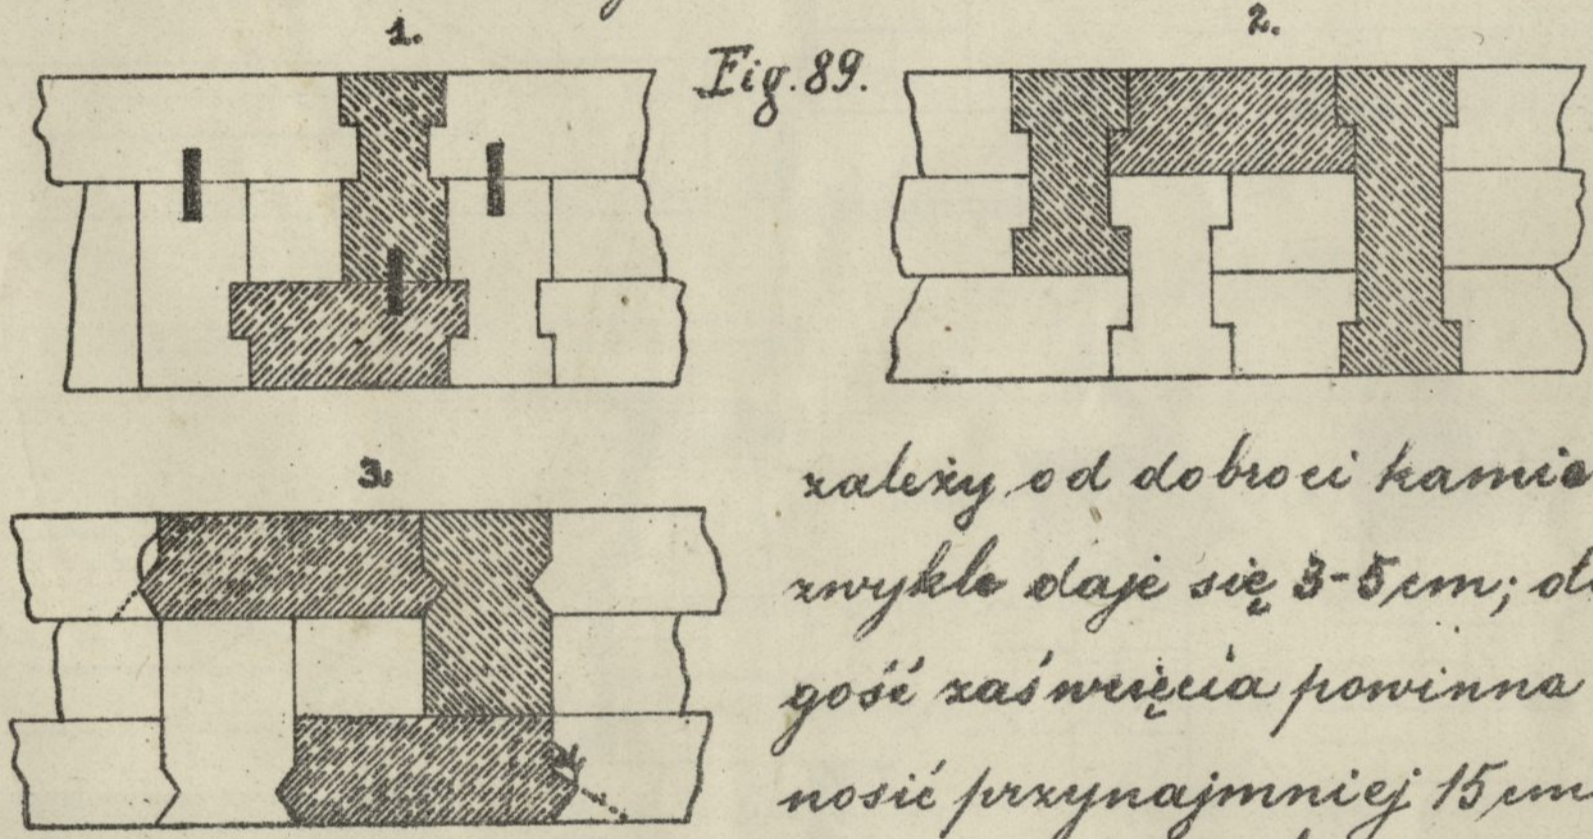 1.
Fig. 89.
2.
3.
zależy od dobroci kamie
zwykle daje się 3-5 cm; dł
gość zaświęcia powinna
nosić przynajmniej 15 cm